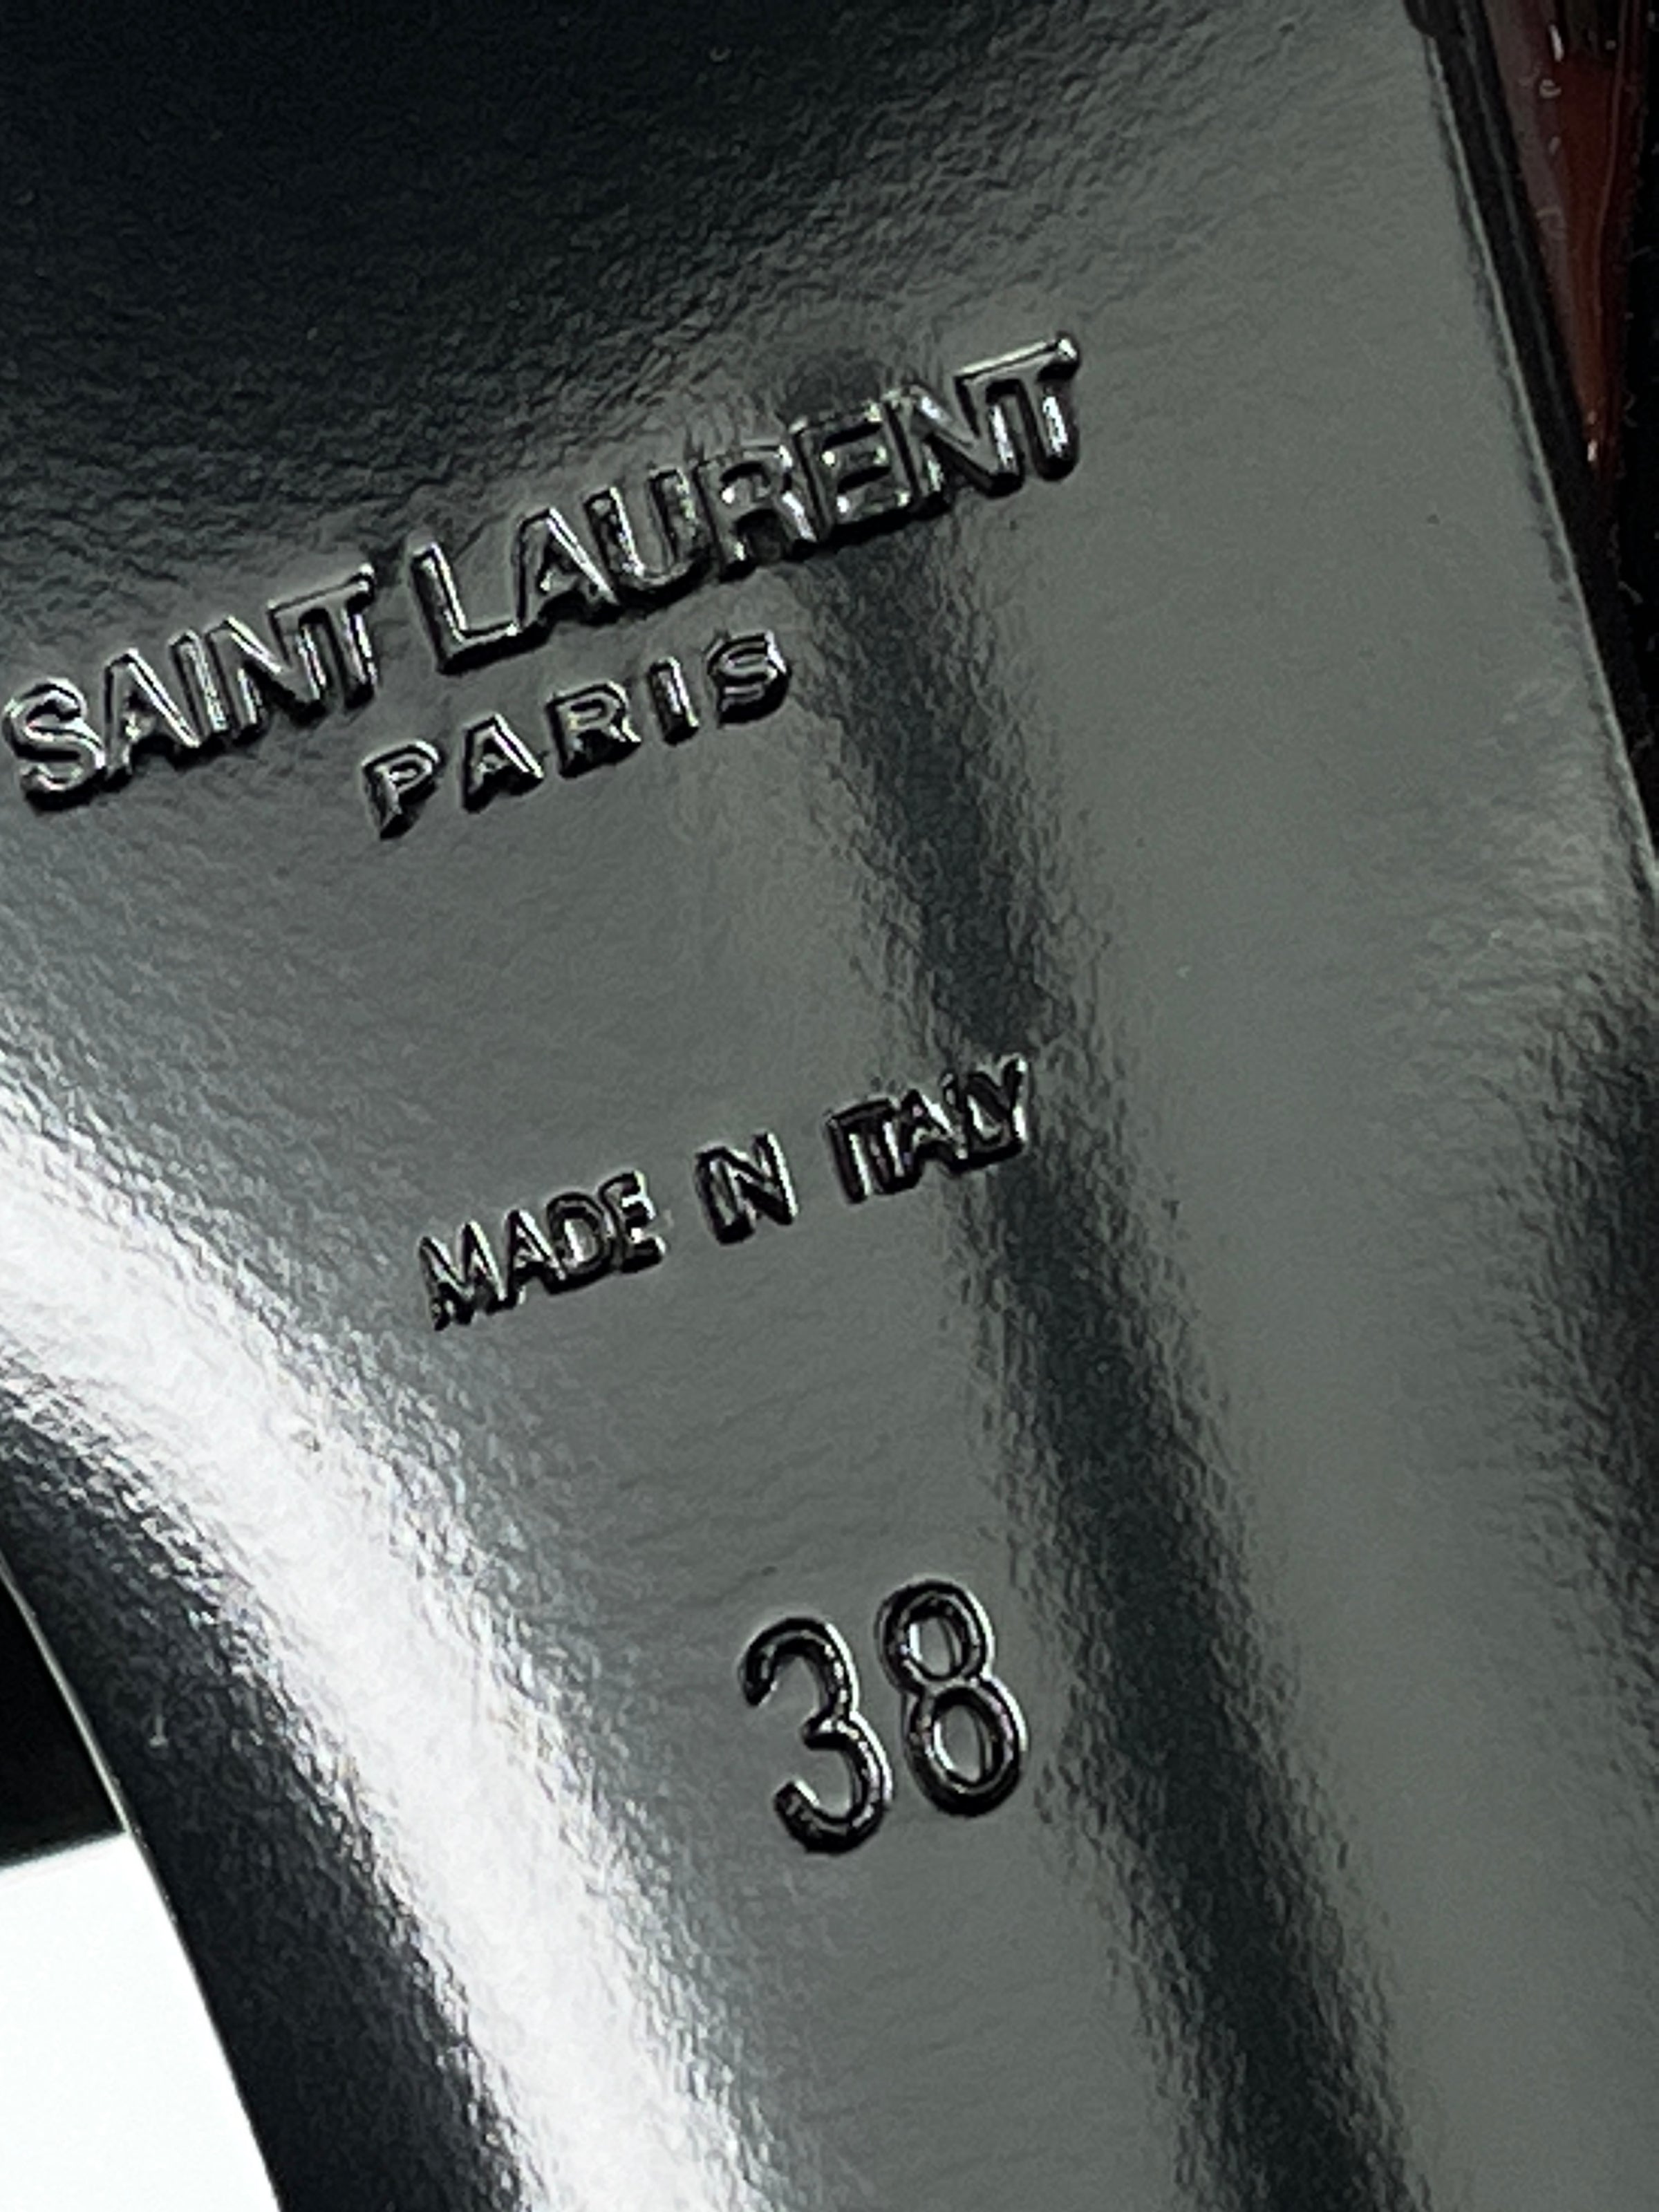 SAINT LAURENT
PARIS
MADE IN ITALY
38